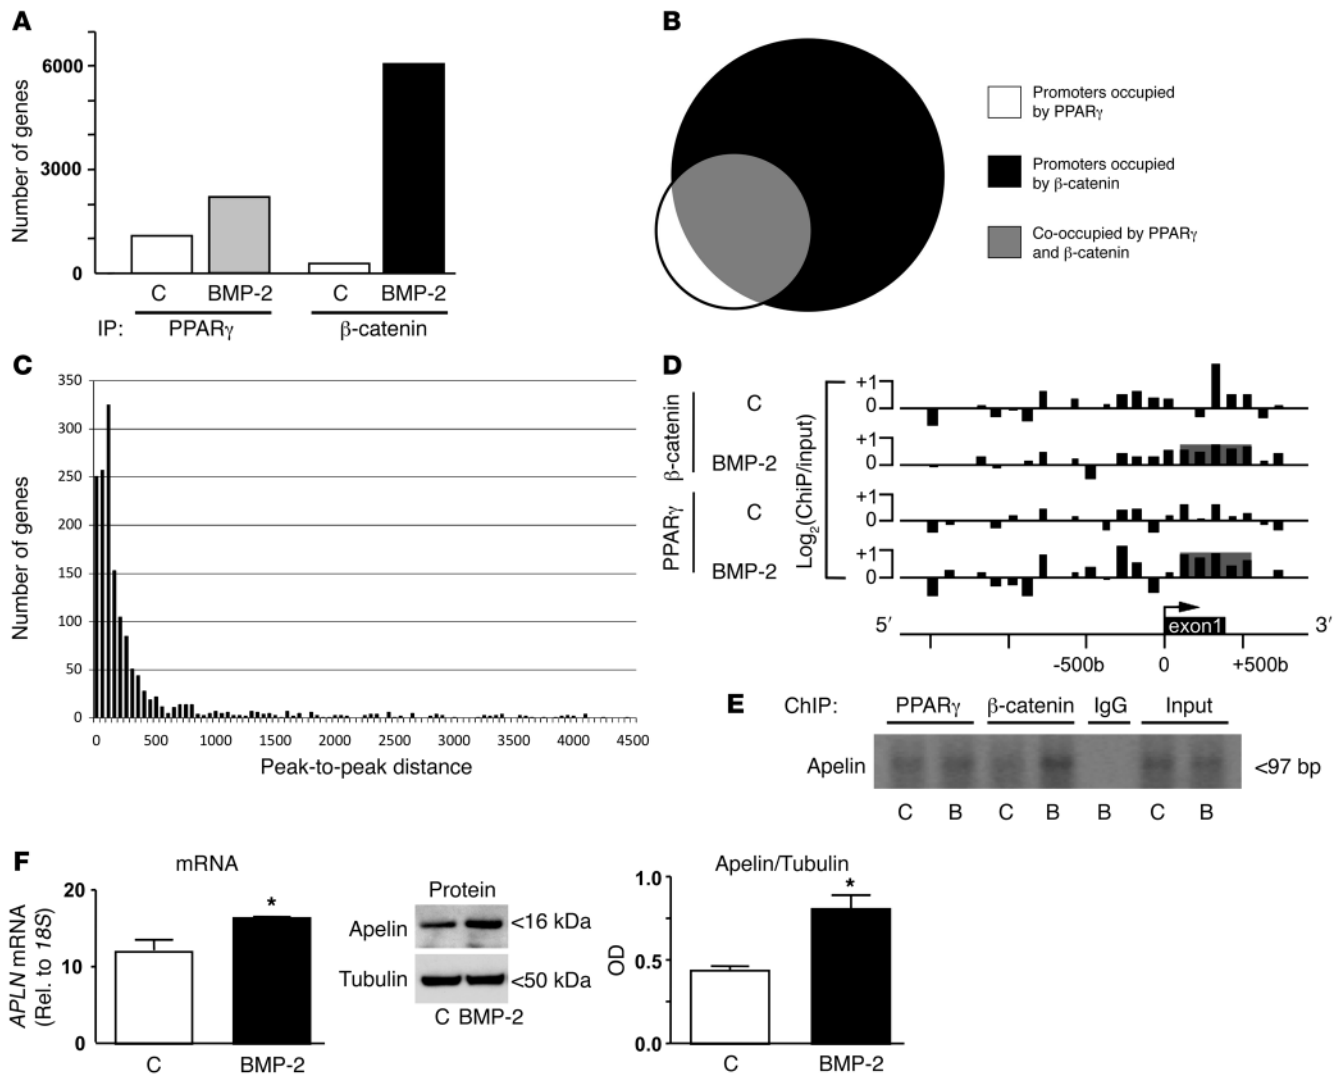 A
Number of genes
6000
3000
0
C BMP-2 C BMP-2
IP: PPARγ β-catenin
B
Promoters occupied
by PPARγ
Promoters occupied
by β-catenin
Co-occupied by PPARγ
and β-catenin
C
Number of genes
350
300
250
200
150
100
50
0
0 500 1000 1500 2000 2500 3000 3500 4000 4500
Peak-to-peak distance
D
β-catenin
PPARγ
C
BMP-2
C
BMP-2
Log2(ChiP/input)
+1
0
+1
0
+1
0
+1
0
exon1
5′ 3′
-500b 0 +500b
E
ChIP: PPARγ β-catenin IgG Input
Apelin <97 bp
C B C B B C B
F
mRNA
APLN mRNA
(Rel. to 18S)
20
10
0
*
C BMP-2
Protein
Apelin <16 kDa
Tubulin <50 kDa
C BMP-2
Apelin/Tubulin
OD
1.0
0.5
0.0
*
C BMP-2